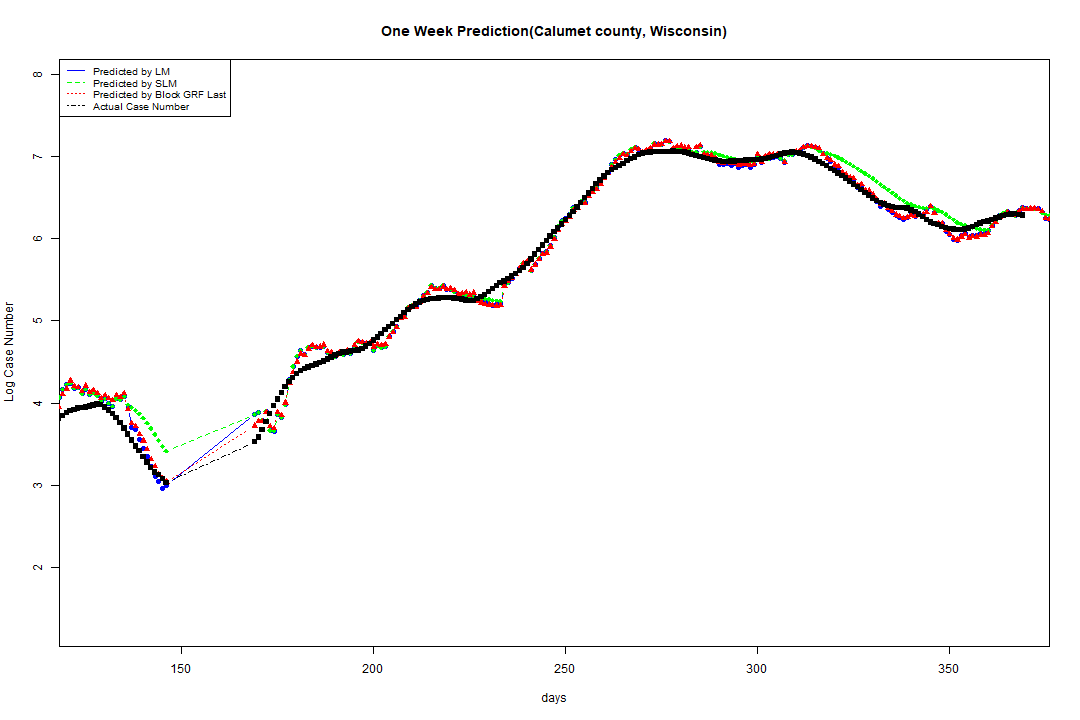 One Week Prediction(Calumet county, Wisconsin)
Predicted by LM
Predicted by SLM
Predicted by Block GRF Last
Actual Case Number
8
7
6
5
4
3
2
Log Case Number
150 200 250 300 350
days